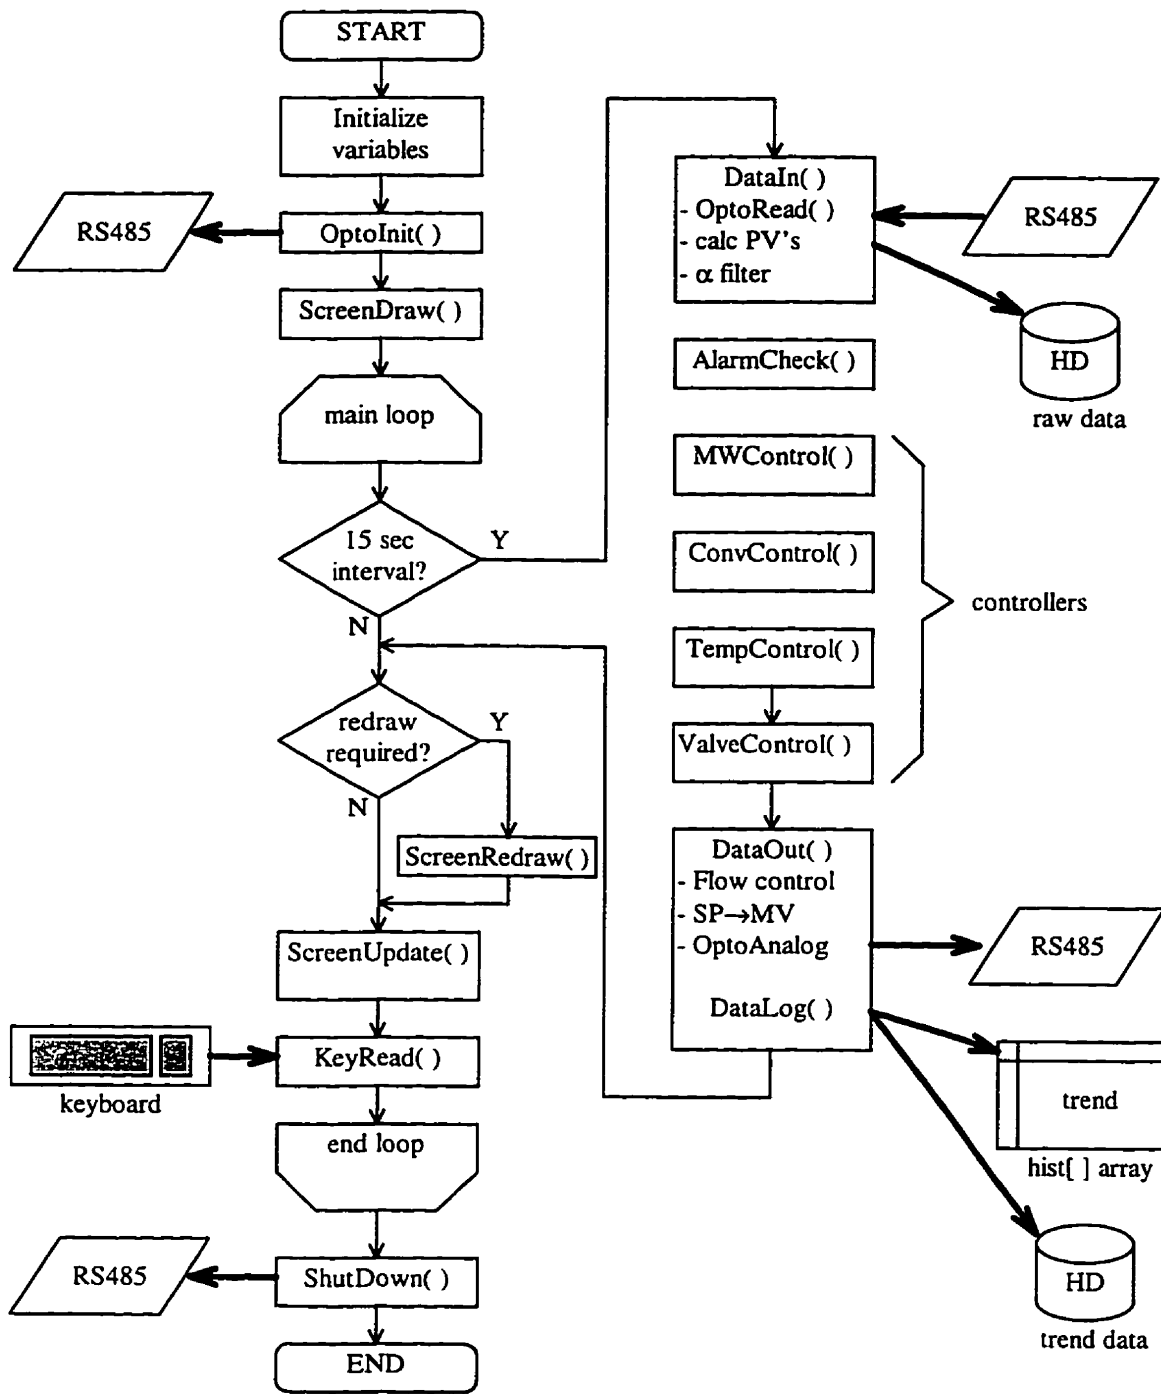 START
Initialize
variables
RS485
OptoInit( )
ScreenDraw( )
main loop
15 sec
interval?
Y
N
redraw
required?
Y
N
ScreenRedraw( )
ScreenUpdate( )
KeyRead( )
keyboard
end loop
RS485
ShutDown( )
END
DataIn( )
- OptoRead( )
- calc PV's
- α filter
RS485
HD
raw data
AlarmCheck( )
MWControl( )
ConvControl( )
controllers
TempControl( )
ValveControl( )
DataOut( )
- Flow control
- SP→MV
- OptoAnalog
RS485
DataLog( )
trend
hist[ ] array
HD
trend data